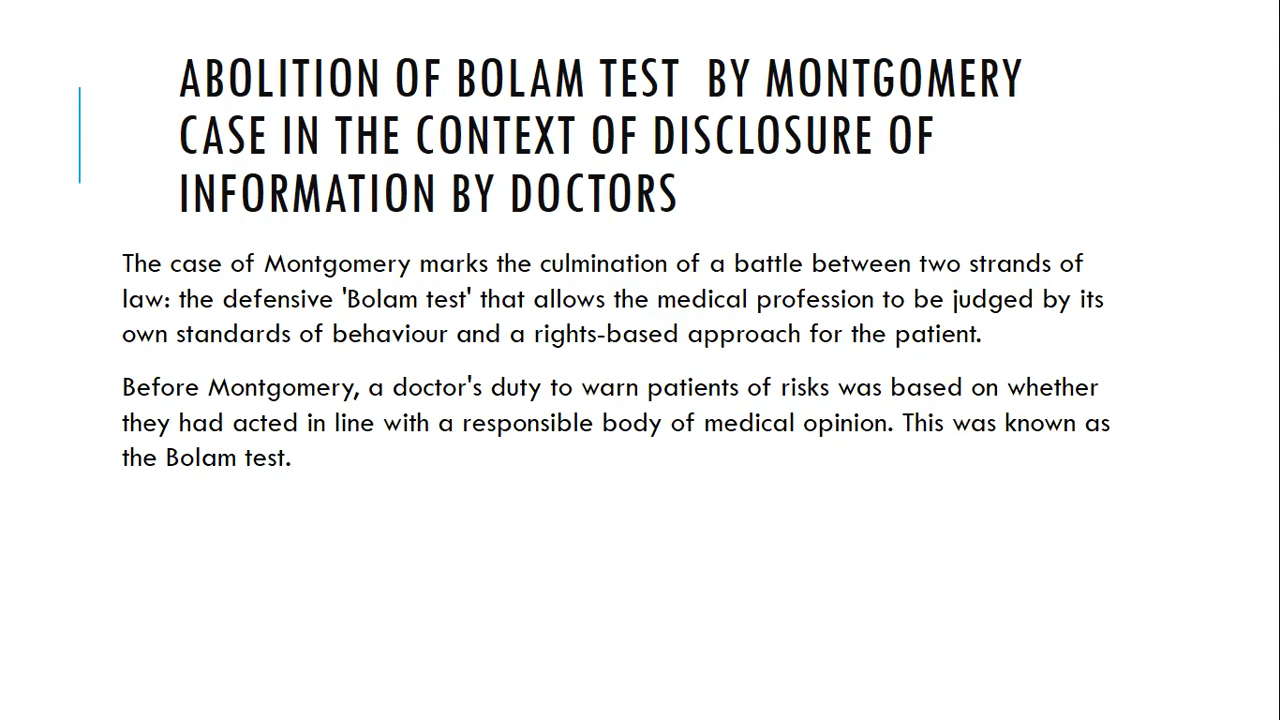 ABOLITION OF BOLAM TEST  BY MONTGOMERY
CASE IN THE CONTEXT OF DISCLOSURE OF
INFORMATION BY DOCTORS
The case of Montgomery marks the culmination of a battle between two strands of
law: the defensive 'Bolam test' that allows the medical profession to be judged by its
own standards of behaviour and a rights-based approach for the patient.
Before Montgomery, a doctor's duty to warn patients of risks was based on whether
they had acted in line with a responsible body of medical opinion. This was known as
the Bolam test.